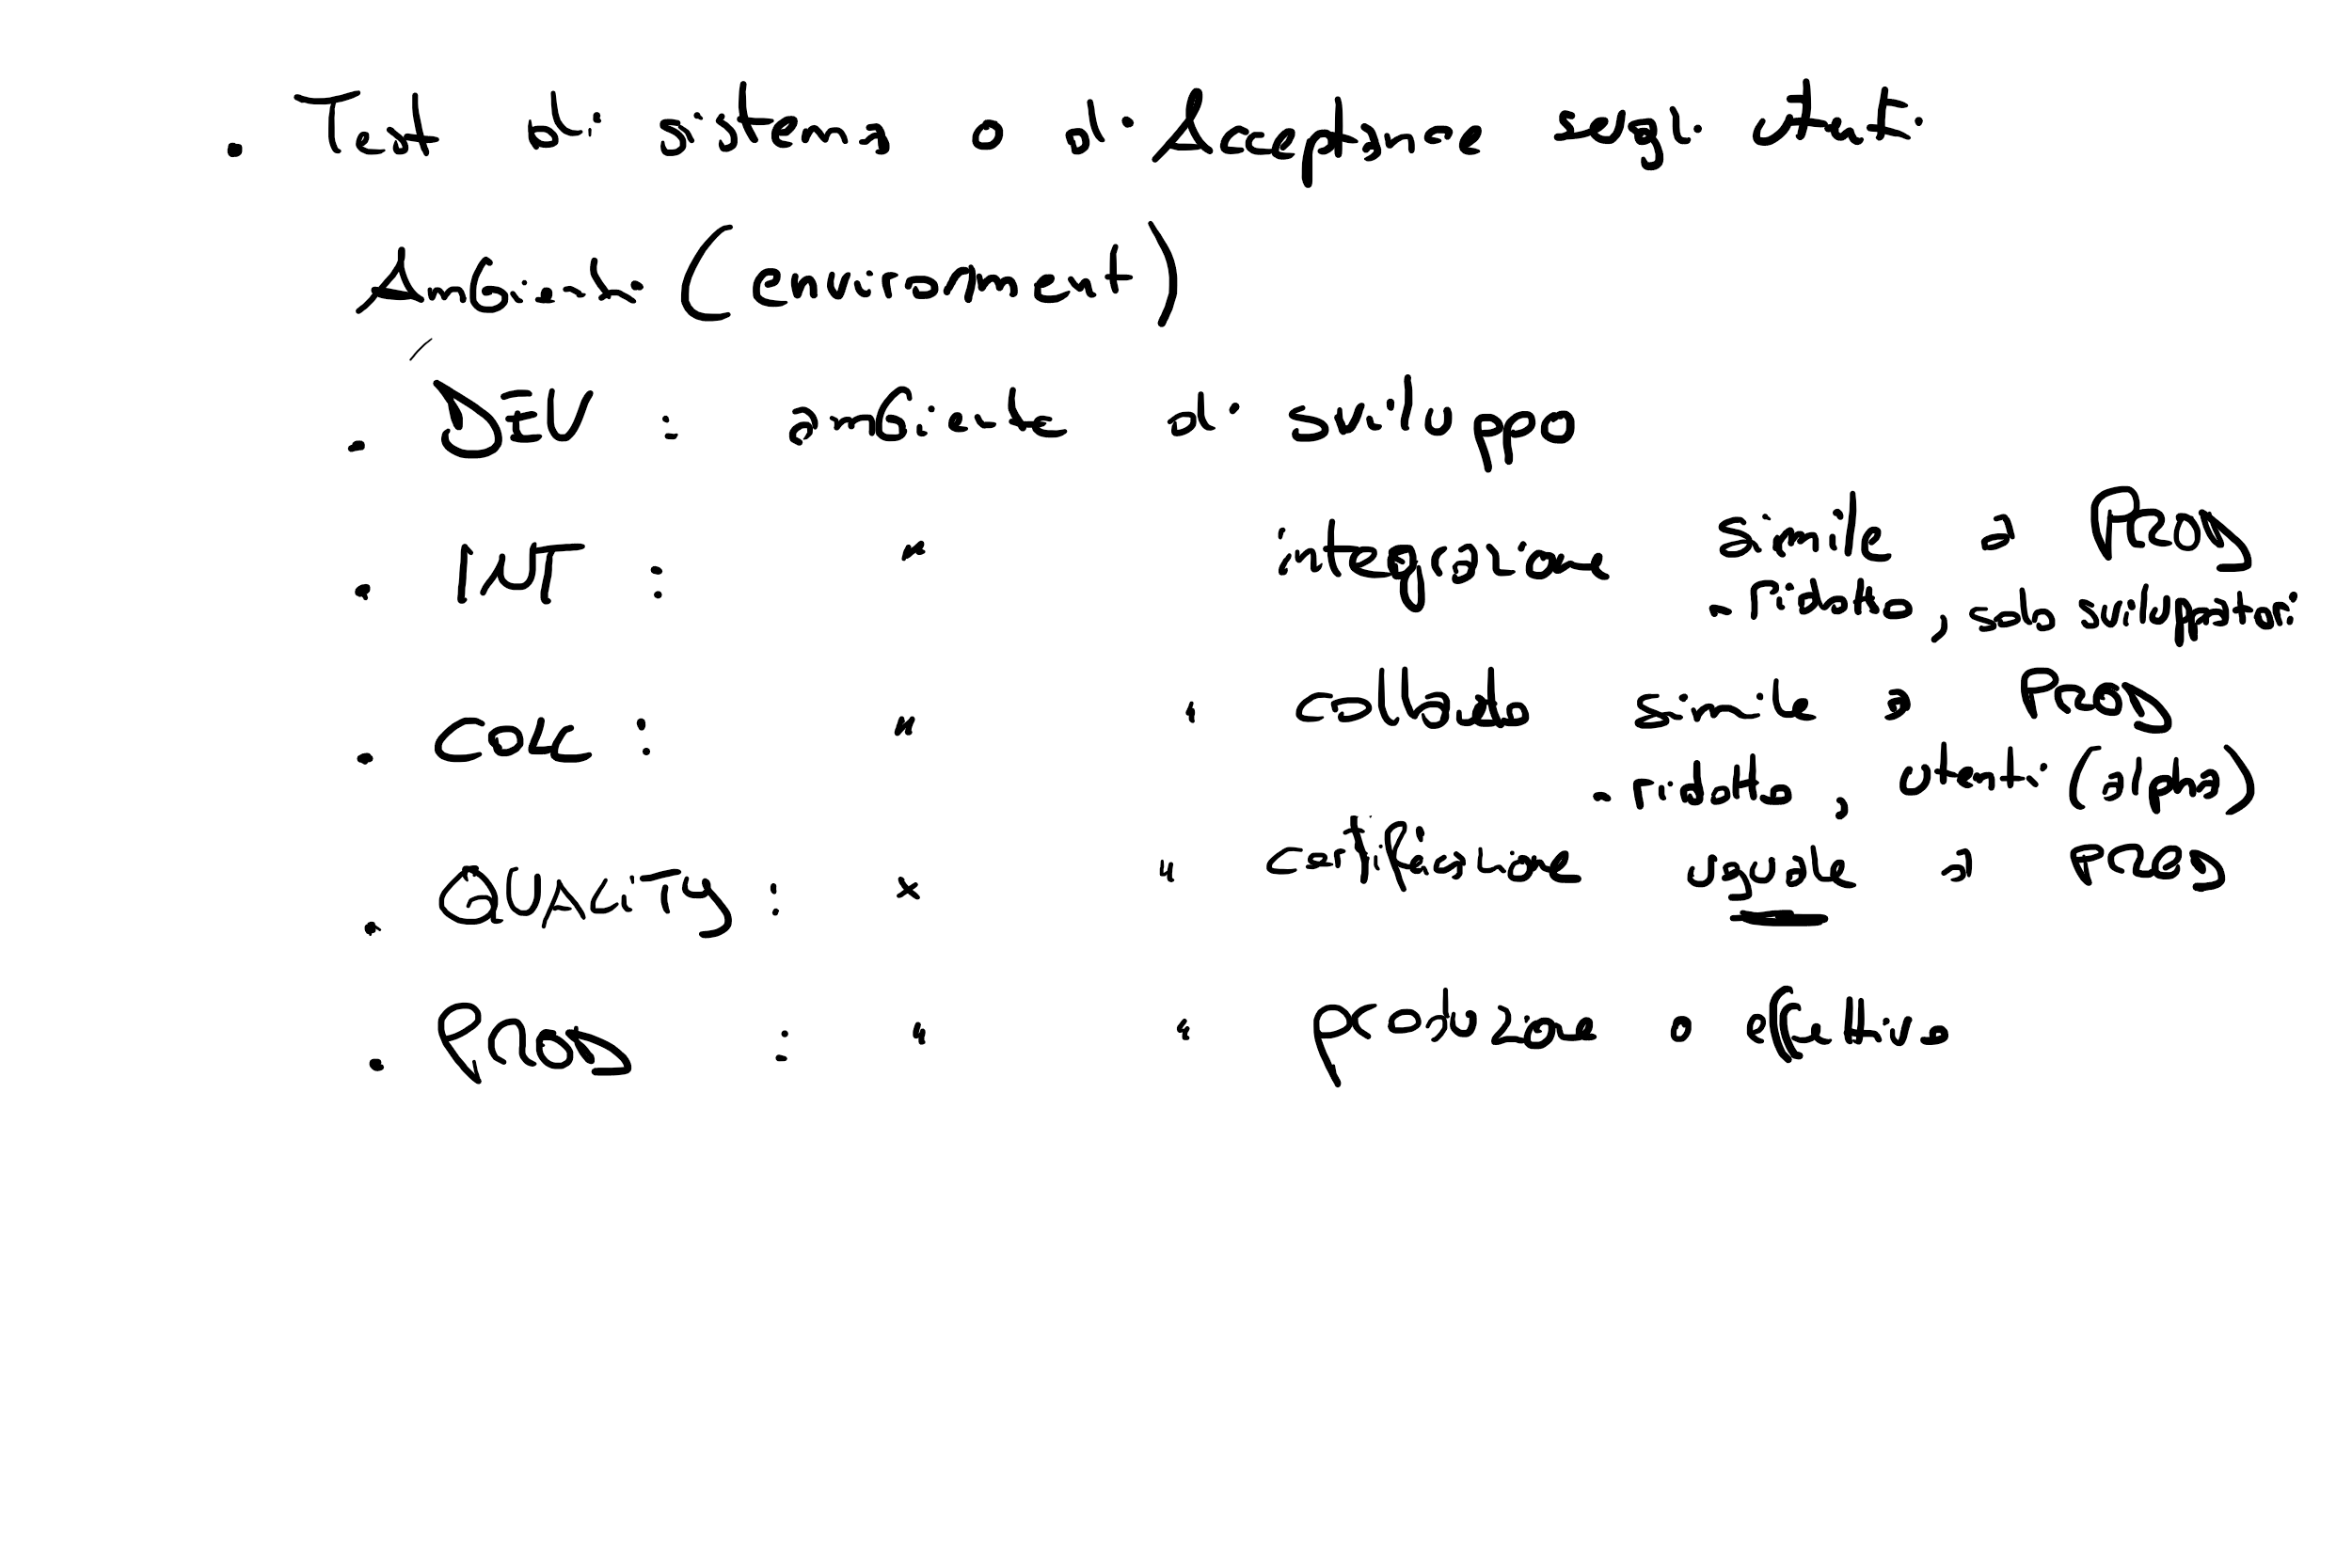 . Test di sistema o di Acceptance sugli utenti
Ambiente (environment)
. DEV : ambiente di sviluppo
. INT : " integrazione simile a PROD
- ridotto, solo sviluppatori
. COLL : " " collaudo simile a PROD
- ridotto, utenti (alpha)
. QUALITY : " " certificazione uguale a PROD
. PROD : " " produzione o effettivo